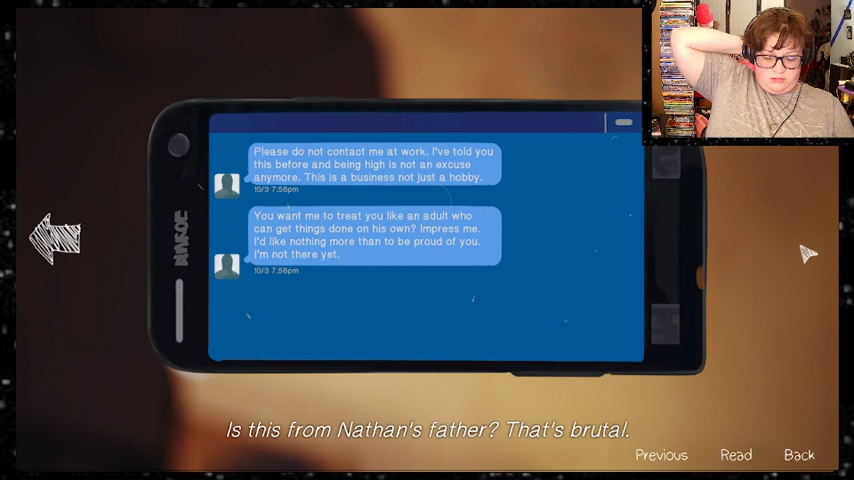 Please do not contact me at work. I've told you
this before and being high is not an excuse
anymore. This is a business not just a hobby.
10/3 7:56pm
You want me to treat you like an adult who
can get things done on his own? Impress me.
I'd like nothing more than to be proud of you.
I'm not there yet.
10/3 7:56pm
Is this from Nathan's father? That's brutal.
Previous Read Back